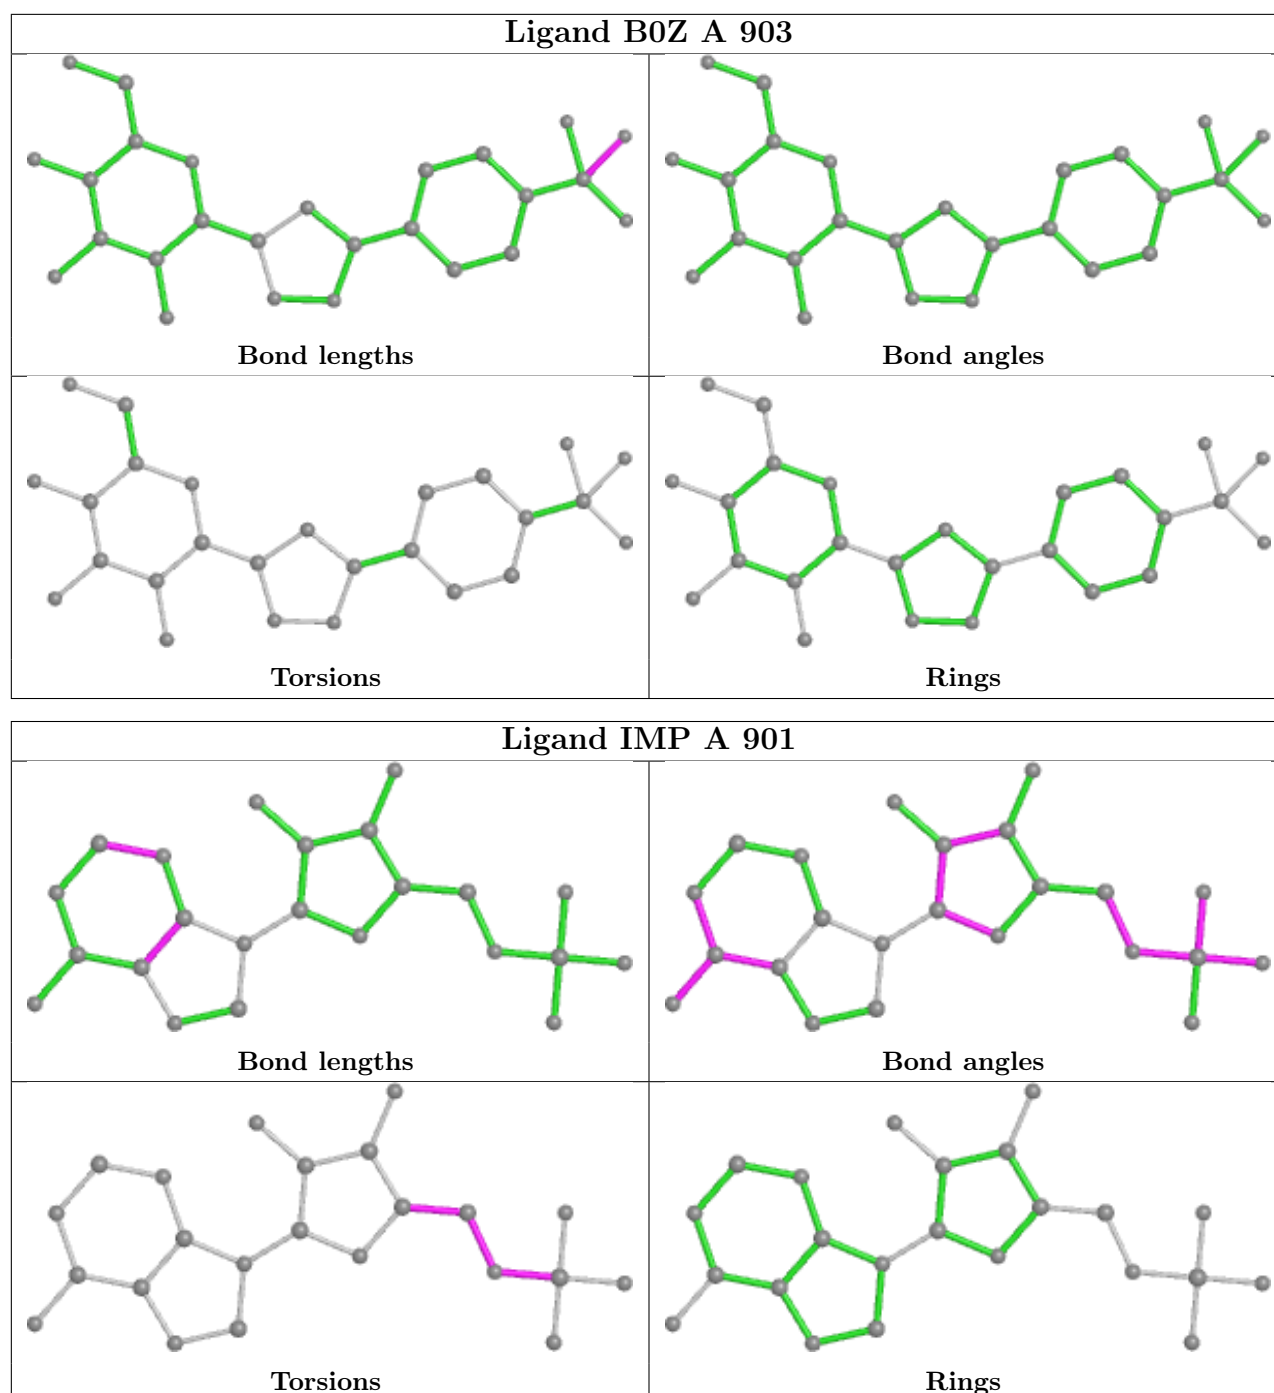 Ligand B0Z A 903
Bond lengths
Bond angles
Torsions
Rings
Ligand IMP A 901
Bond lengths
Bond angles
Torsions
Rings